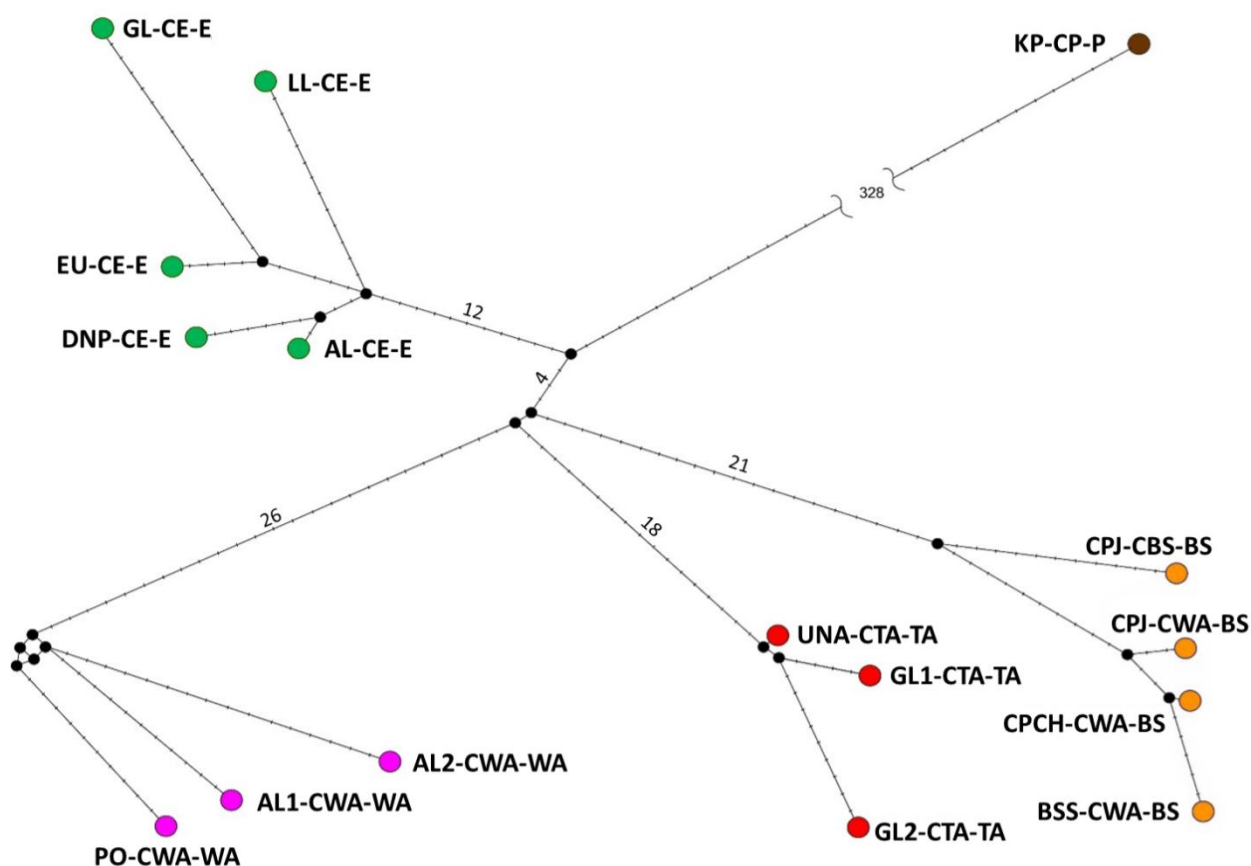 GL-CE-E
KP-CP-P
LL-CE-E
328
EU-CE-E
12
DNP-CE-E
AL-CE-E
4
21
26
18
CPJ-CBS-BS
CPJ-CWA-BS
UNA-CTA-TA
GL1-CTA-TA
CPCH-CWA-BS
AL2-CWA-WA
AL1-CWA-WA
BSS-CWA-BS
GL2-CTA-TA
PO-CWA-WA